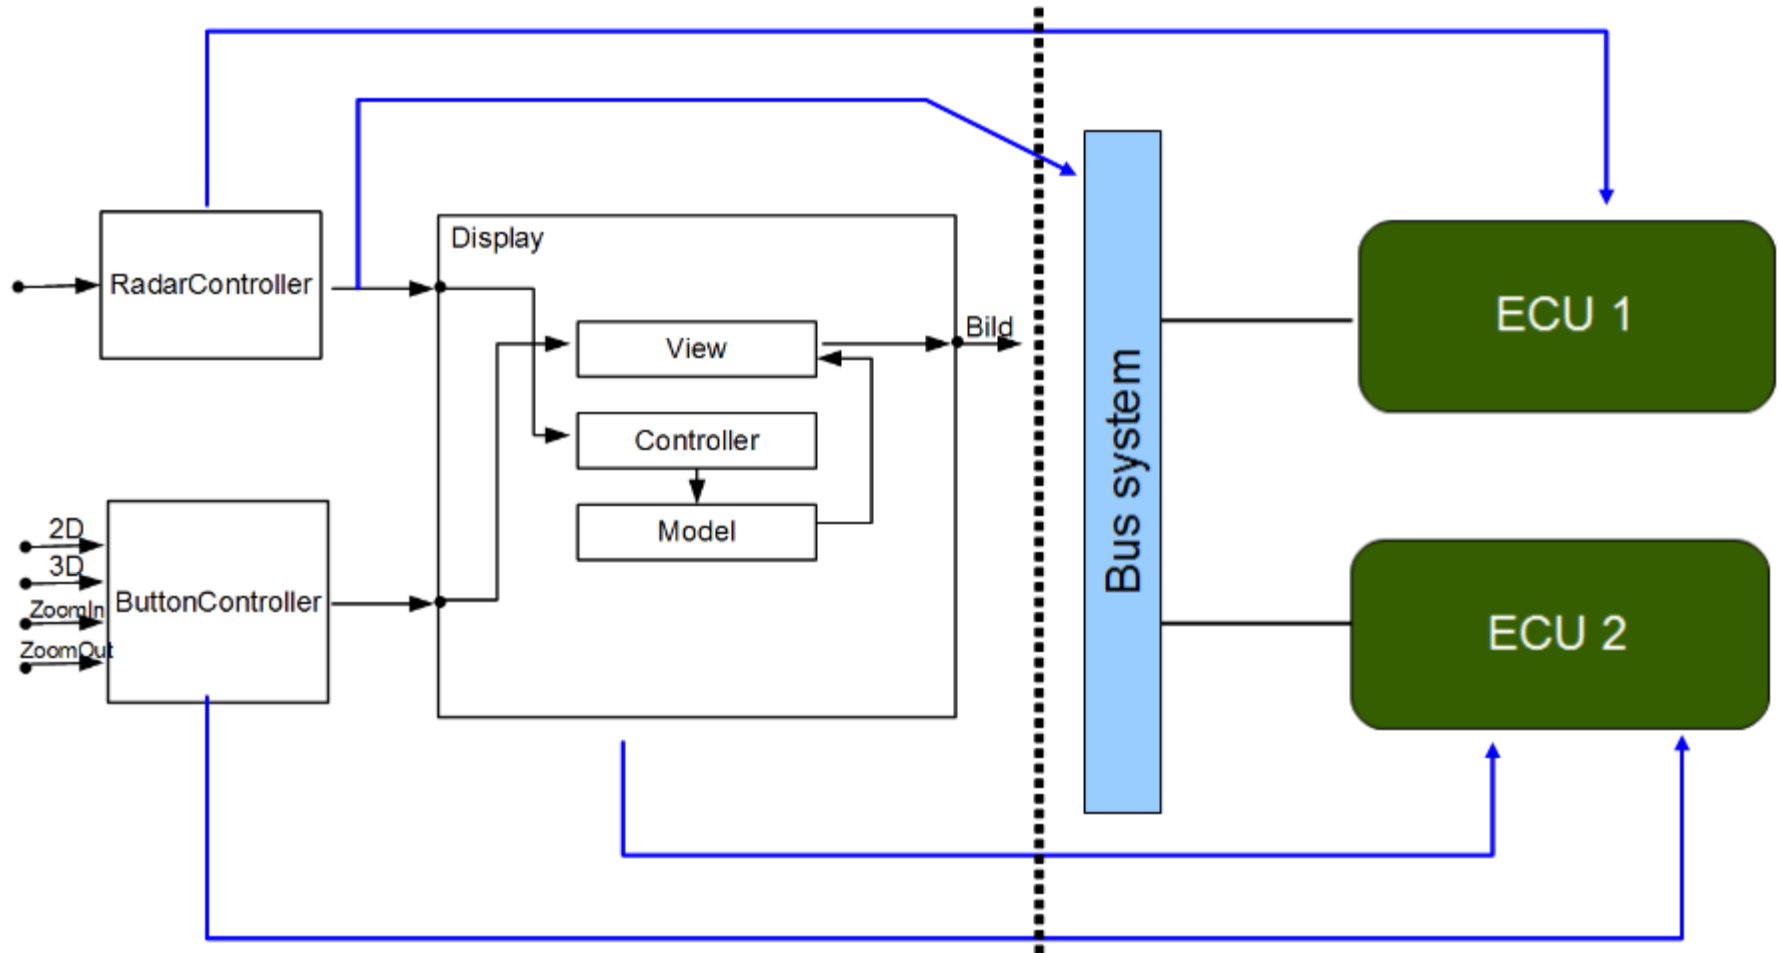 Display
RadarController
Bild
View
Controller
Model
2D
3D
ZoomIn
ZoomOut
ButtonController
Bus system
ECU 1
ECU 2